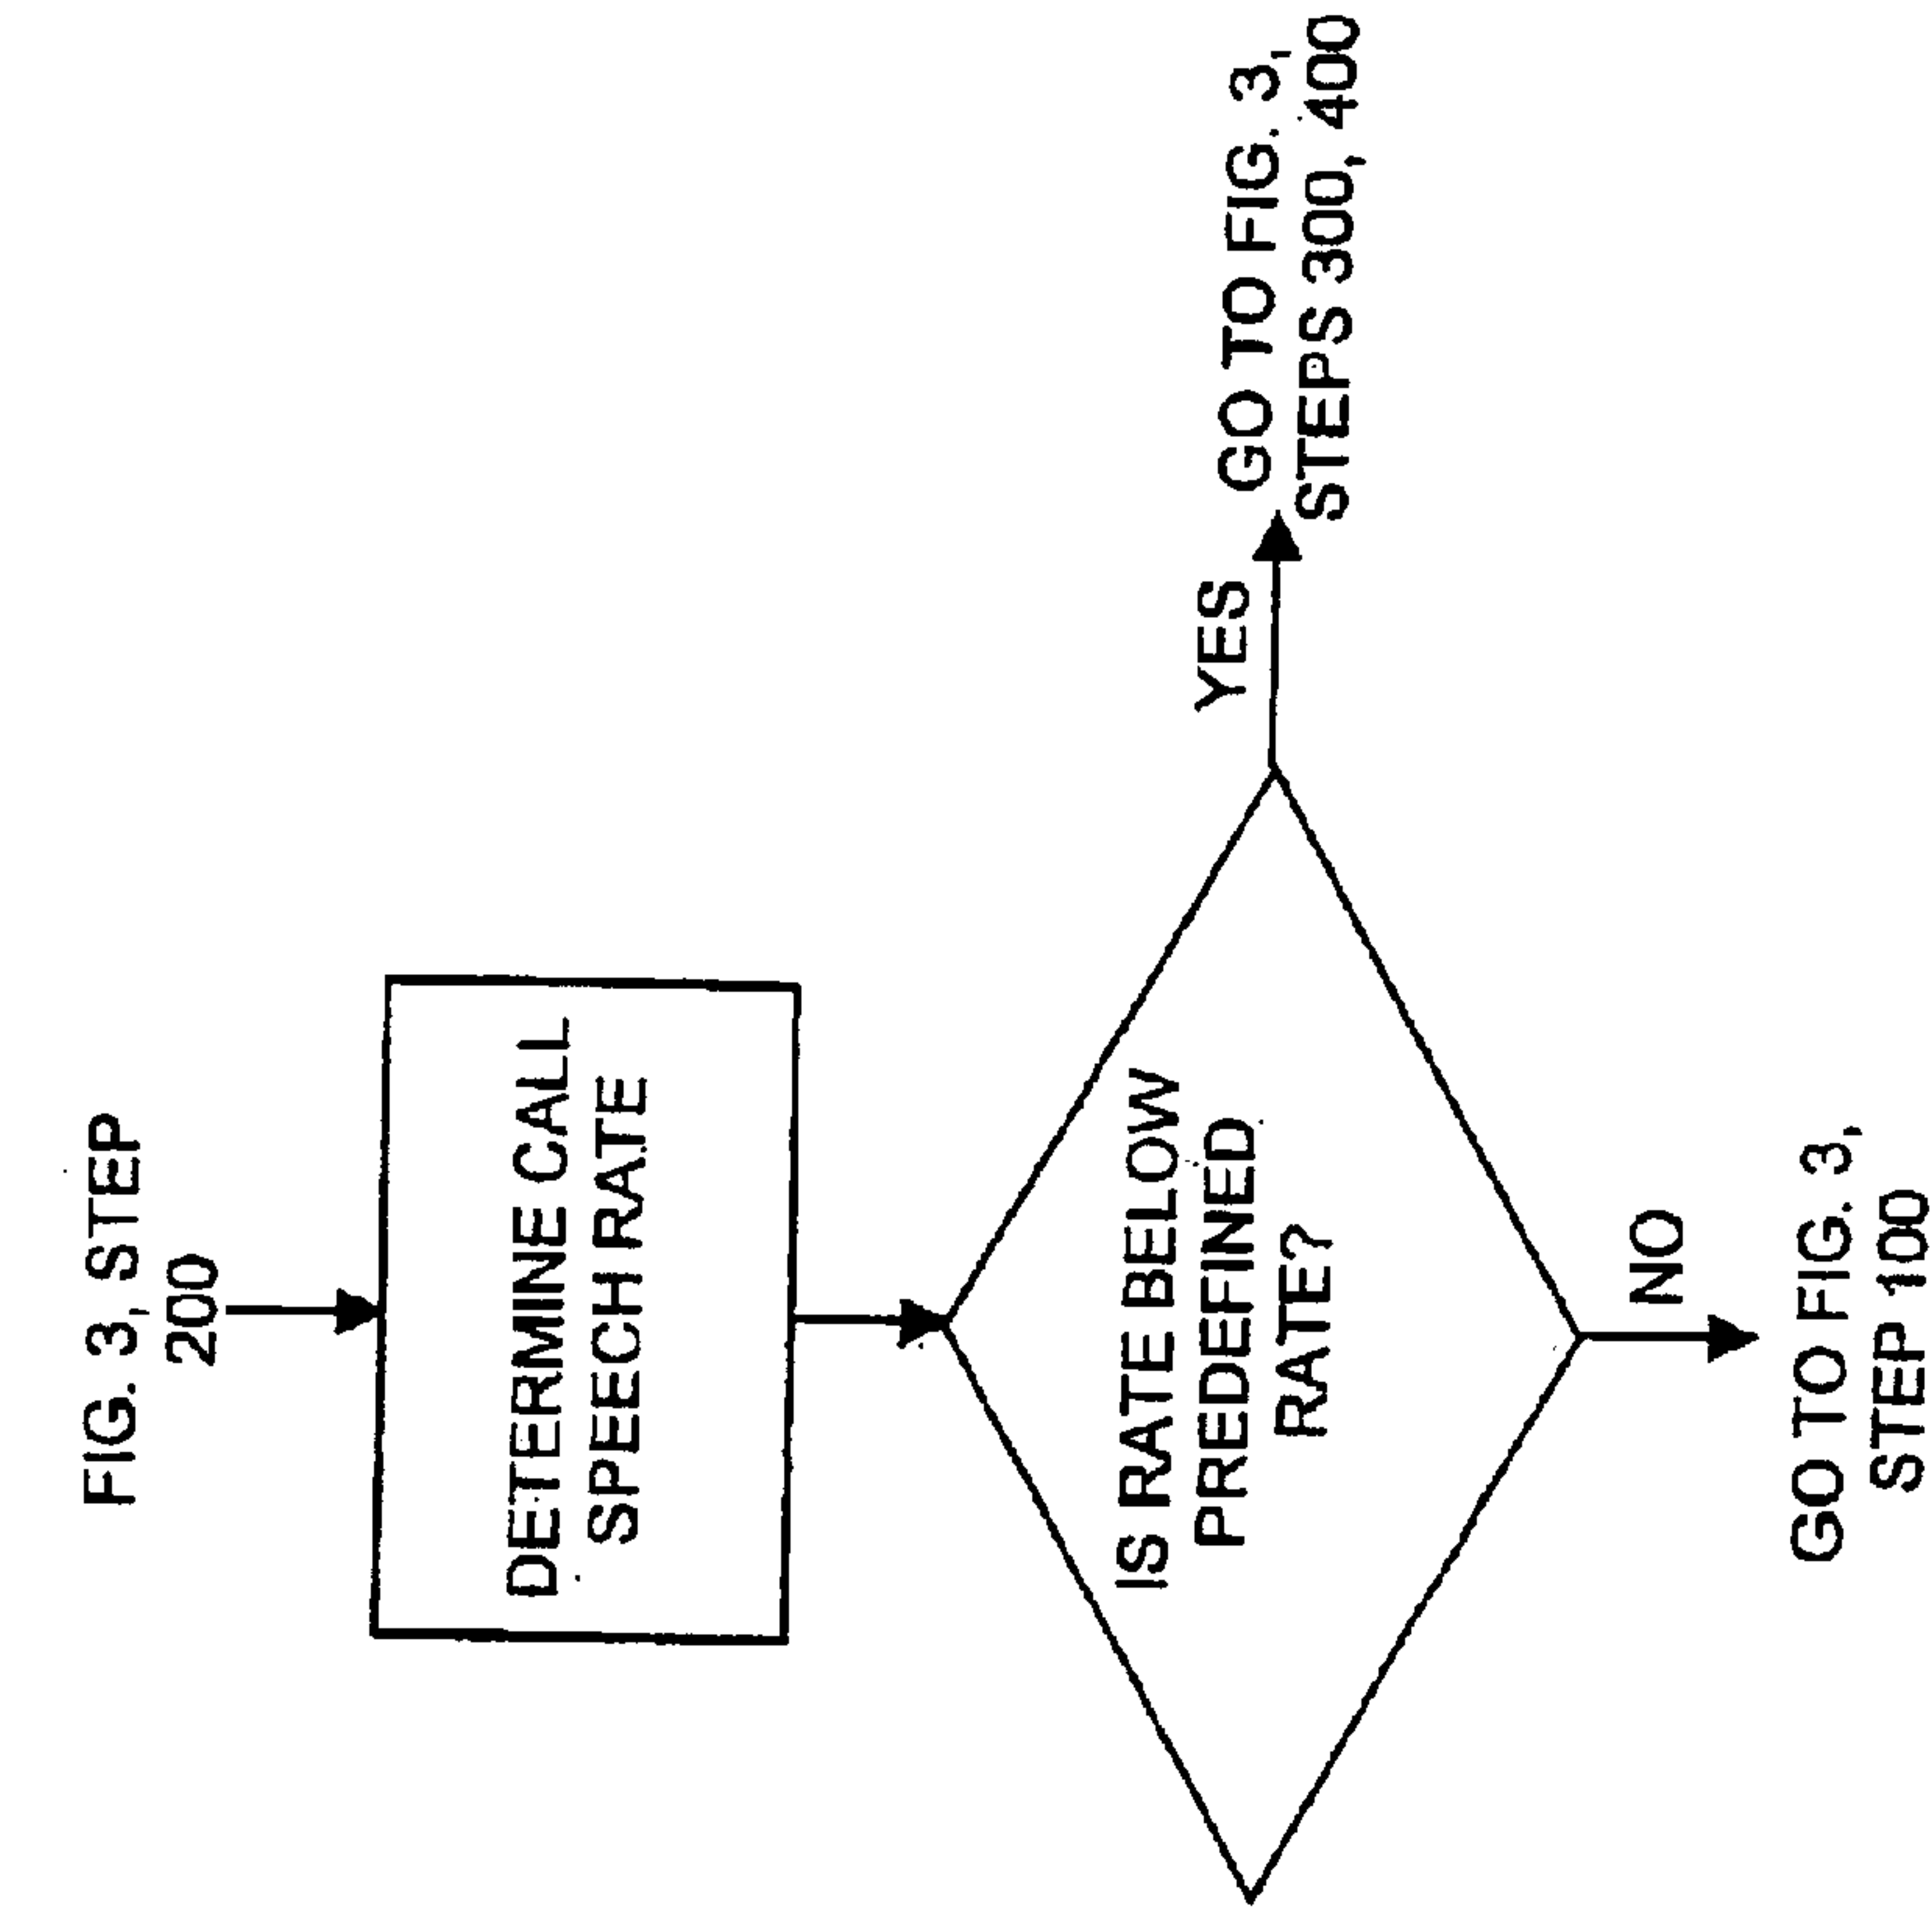 FIG. 3, STEP
200
DETERMINE CALL
SPEECH RATE
IS RATE BELOW
PREDEFINED
RATE?
YES
GO TO FIG. 3,
STEPS 300, 400
NO
GO TO FIG. 3,
STEP 100